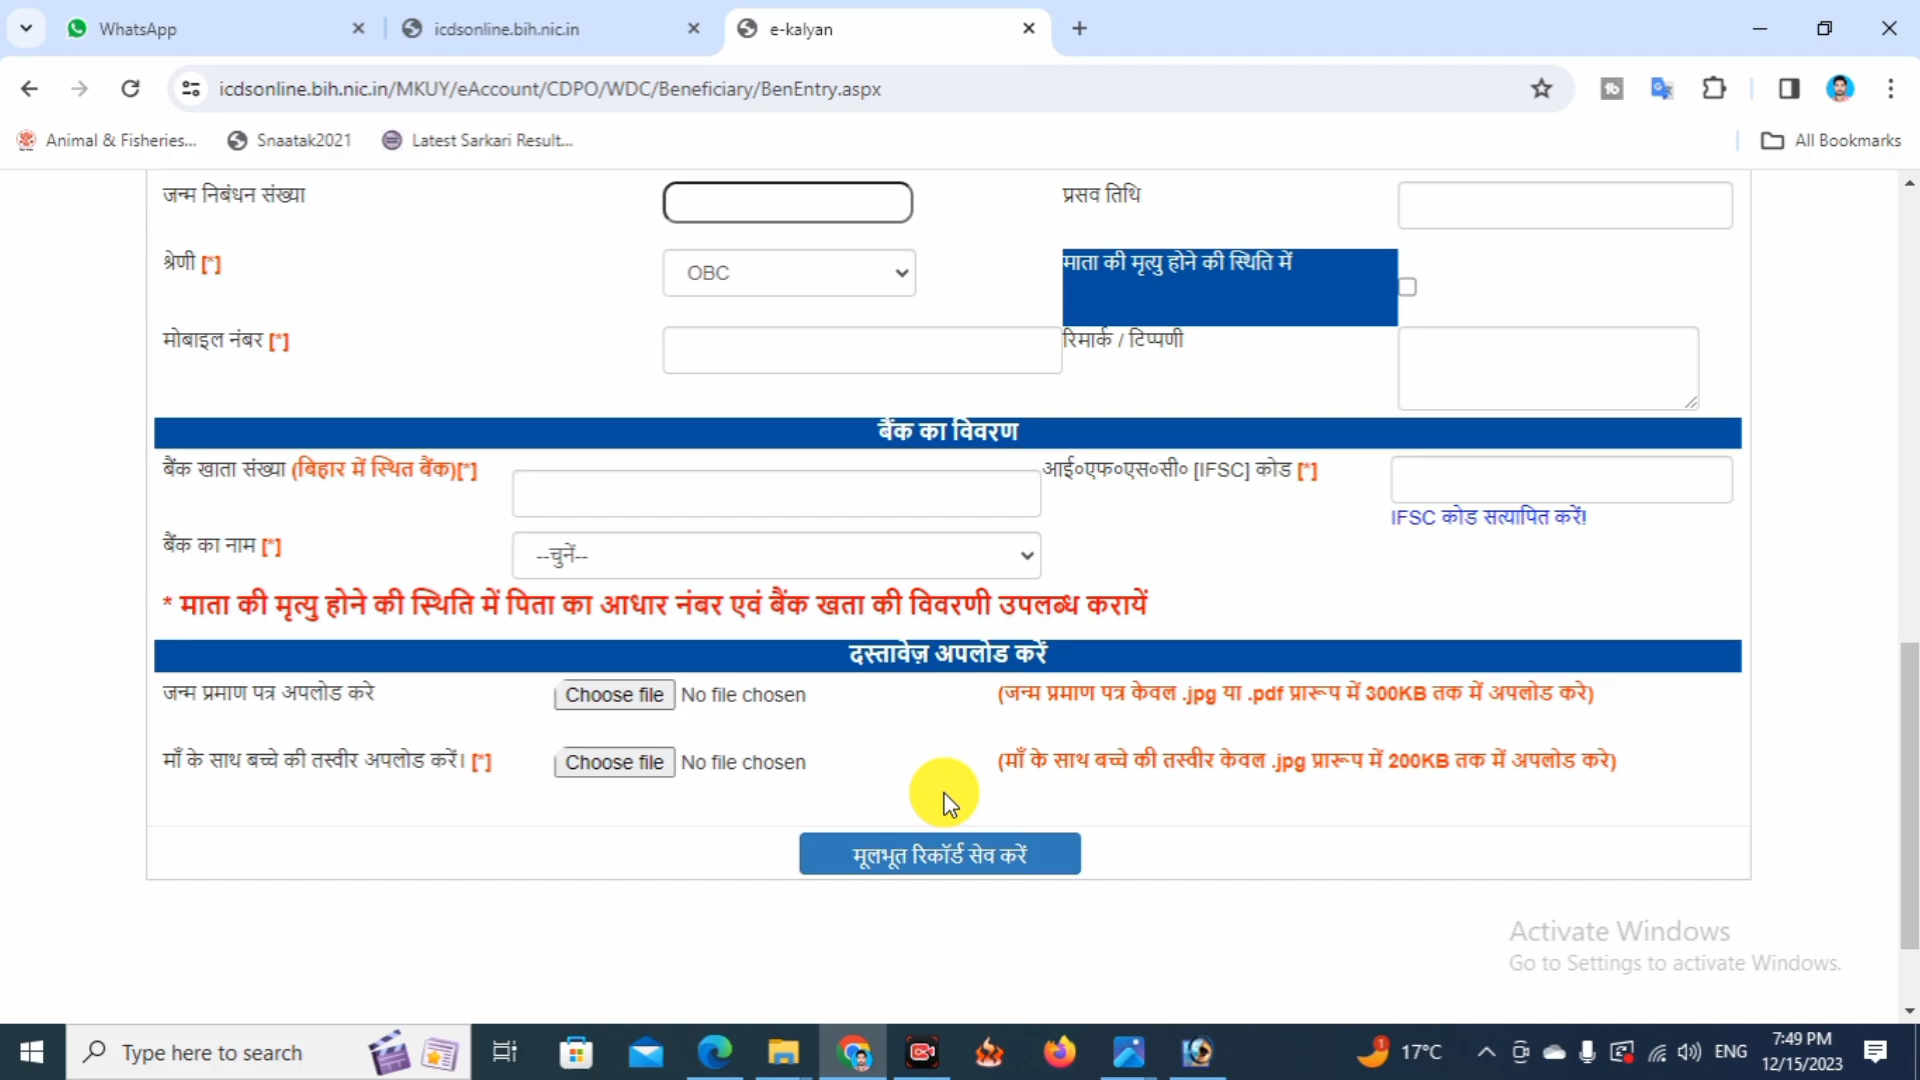 WhatsApp
icdsonline.bih.nic.in
e-kalyan
icdsonline.bih.nic.in/MKUY/eAccount/CDPO/WDC/Beneficiary/BenEntry.aspx
Animal & Fisheries...
Snaatak2021
Latest Sarkari Result...
All Bookmarks
जन्म निबंधन संख्या
प्रसव तिथि
श्रेणी [*]
OBC
माता की मृत्यु होने की स्थिति में
मोबाइल नंबर [*]
रिमार्क / टिप्पणी
बैंक का विवरण
बैंक खाता संख्या (बिहार में स्थित बैंक)[*]
आई०एफ०एस०सी० [IFSC] कोड [*]
IFSC कोड सत्यापित करें!
बैंक का नाम [*]
--चुनें--
* माता की मृत्यु होने की स्थिति में पिता का आधार नंबर एवं बैंक खता की विवरणी उपलब्ध करायें
दस्तावेज़ अपलोड करें
जन्म प्रमाण पत्र अपलोड करे
Choose file No file chosen
(जन्म प्रमाण पत्र केवल .jpg या .pdf प्रारूप में 300KB तक में अपलोड करे)
माँ के साथ बच्चे की तस्वीर अपलोड करें। [*]
Choose file No file chosen
(माँ के साथ बच्चे की तस्वीर केवल .jpg प्रारूप में 200KB तक में अपलोड करे)
मूलभूत रिकॉर्ड सेव करें
Activate Windows
Go to Settings to activate Windows.
Type here to search
1
17°C
ENG
7:49 PM
12/15/2023